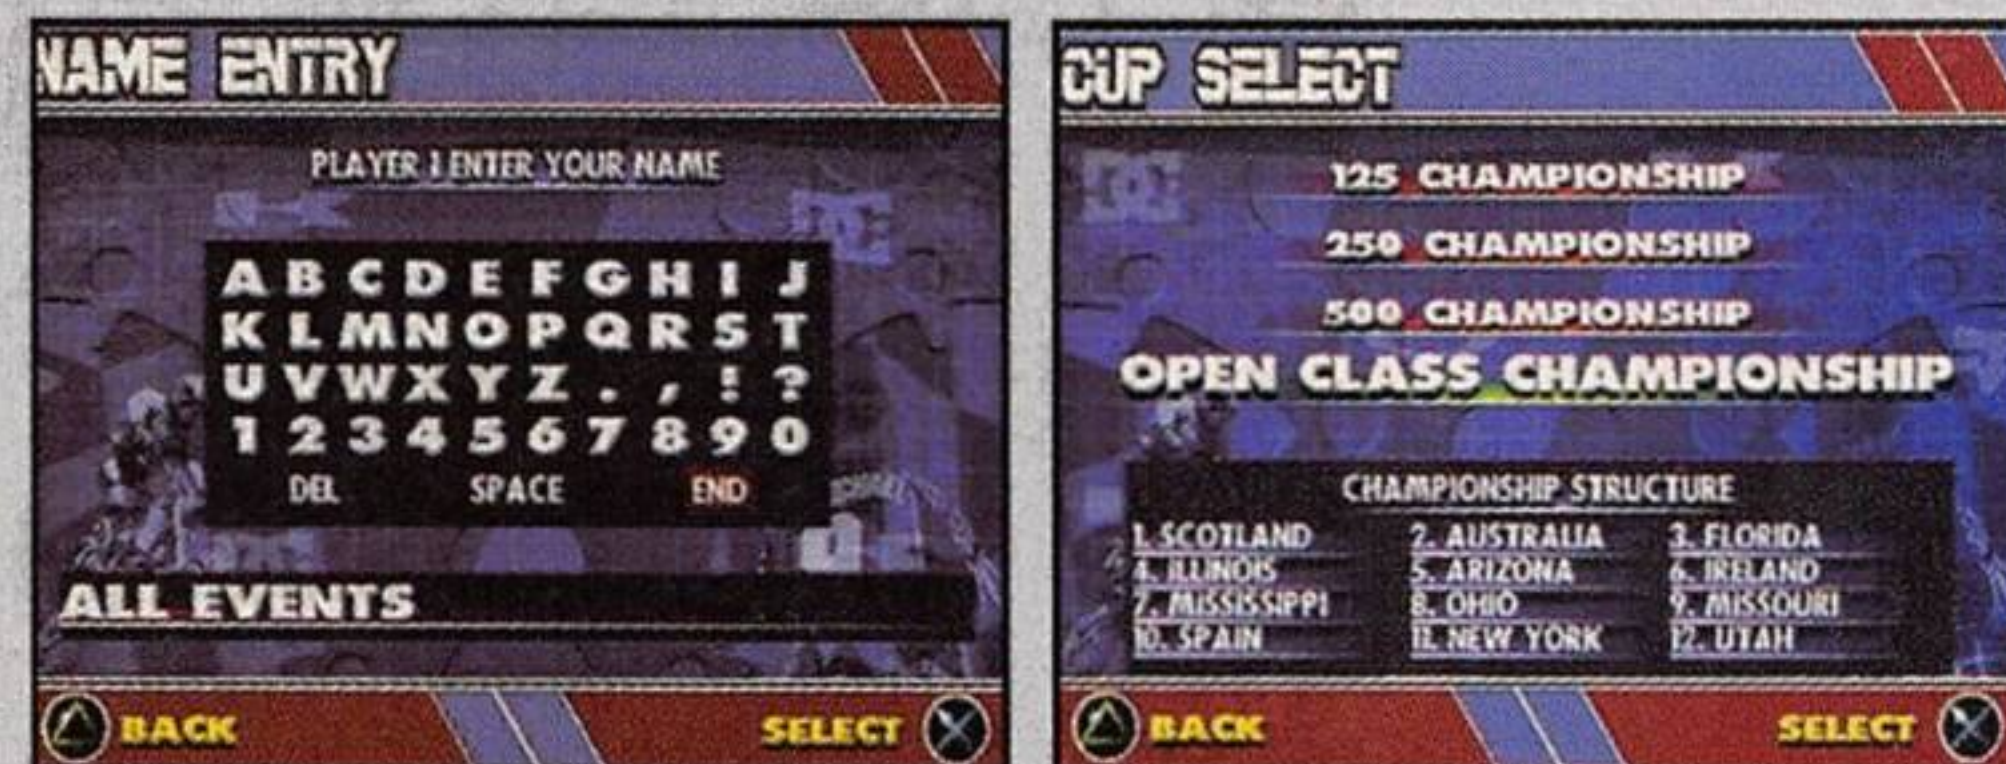 NAME ENTRY
PLAYER 1 ENTER YOUR NAME
A B C D E F G H I J
K L M N O P Q R S T
U V W X Y Z . , ! ?
1 2 3 4 5 6 7 8 9 0
DEL SPACE END
ALL EVENTS
BACK SELECT
CUP SELECT
125 CHAMPIONSHIP
250 CHAMPIONSHIP
500 CHAMPIONSHIP
OPEN CLASS CHAMPIONSHIP
CHAMPIONSHIP STRUCTURE
1. SCOTLAND 2. AUSTRALIA 3. FLORIDA
4. ILLINOIS 5. ARIZONA 6. IRELAND
7. MISSISSIPPI 8. OHIO 9. MISSOURI
10. SPAIN 11. NEW YORK 12. UTAH
BACK SELECT